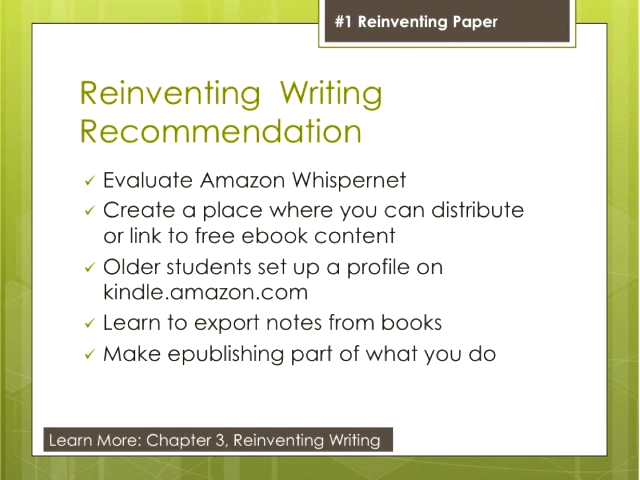 #1 Reinventing Paper
Reinventing  Writing
Recommendation
✓ Evaluate Amazon Whispernet
✓ Create a place where you can distribute
or link to free ebook content
✓ Older students set up a profile on
kindle.amazon.com
✓ Learn to export notes from books
✓ Make epublishing part of what you do
Learn More: Chapter 3, Reinventing Writing